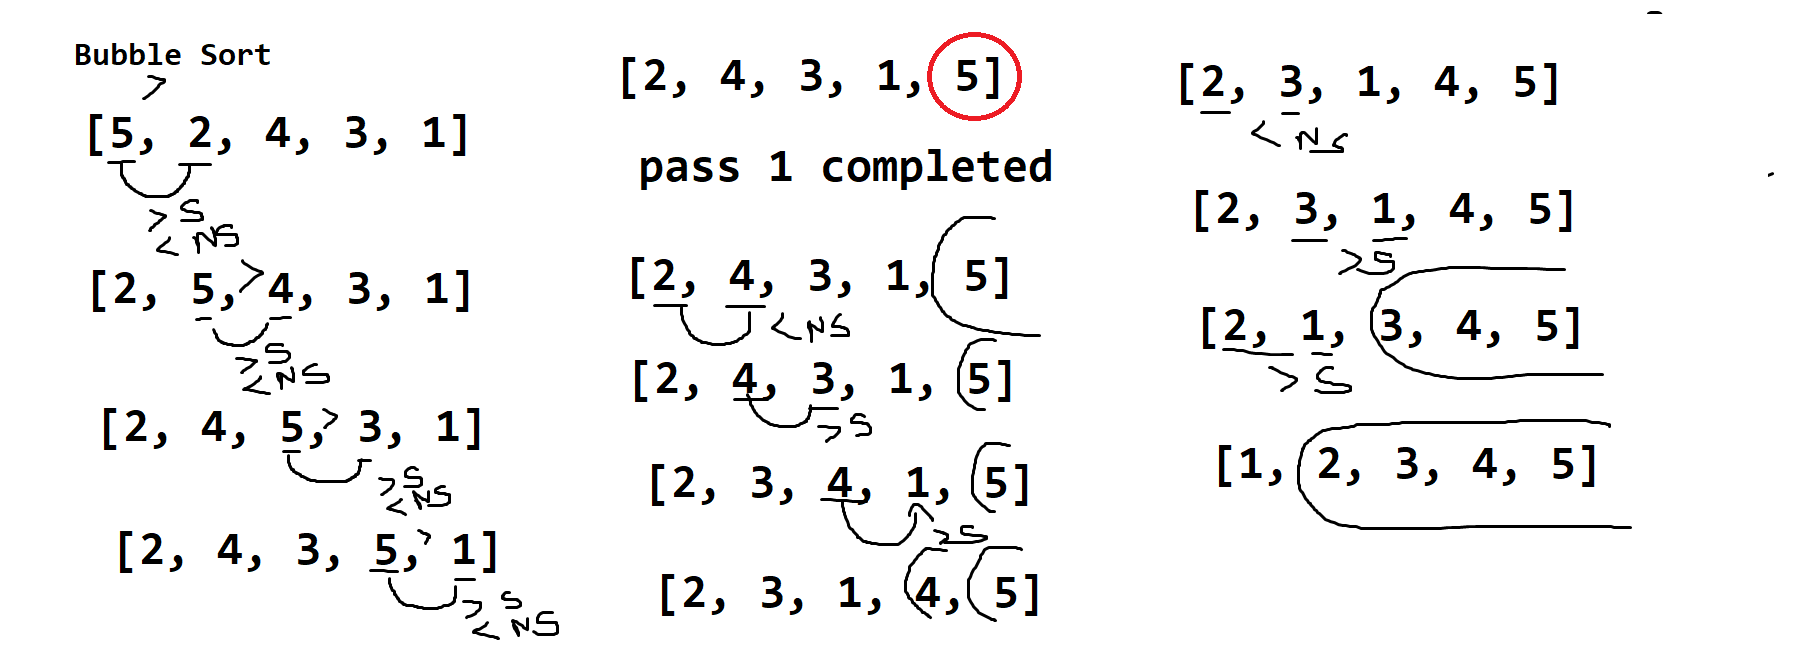 Bubble Sort
>
[5, 2, 4, 3, 1]
> S
< NS
[2, 5, > 4, 3, 1]
> S
< NS
[2, 4, 5, > 3, 1]
> S
< NS
[2, 4, 3, 5, > 1]
> S
< NS
[2, 4, 3, 1, 5]
pass 1 completed
[2, 4, 3, 1, 5]
< NS
[2, 4, 3, 1, 5]
> S
[2, 3, 4, 1, 5]
> S
[2, 3, 1, 4, 5]
[2, 3, 1, 4, 5]
< NS
[2, 3, 1, 4, 5]
> S
[2, 1, 3, 4, 5]
> S
[1, 2, 3, 4, 5]